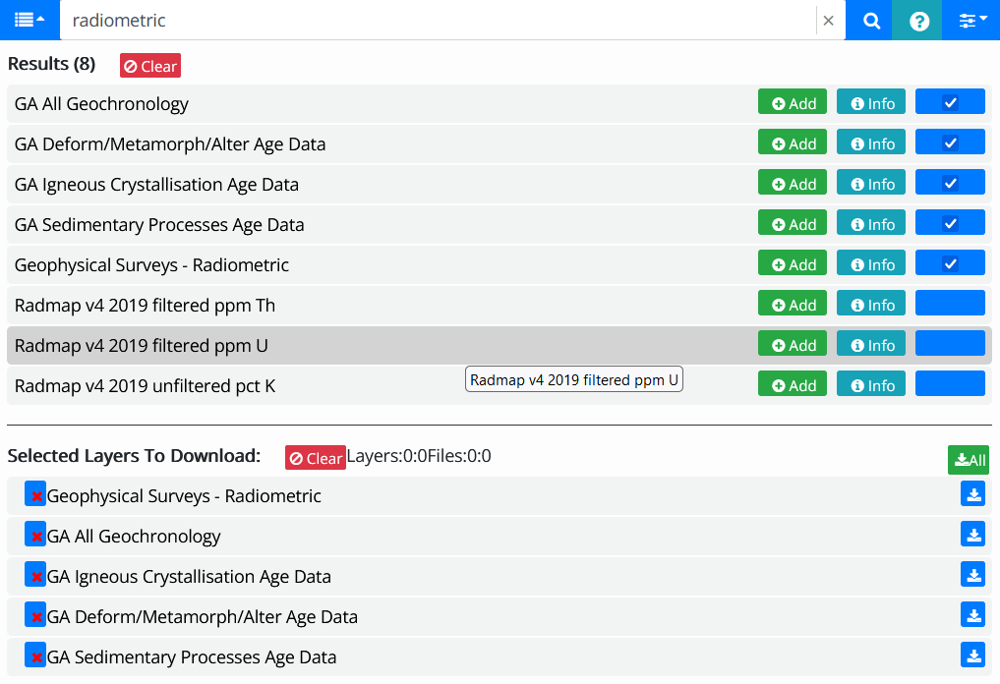 radiometric
Results (8) Clear
GA All Geochronology Add Info
GA Deform/Metamorph/Alter Age Data Add Info
GA Igneous Crystallisation Age Data Add Info
GA Sedimentary Processes Age Data Add Info
Geophysical Surveys - Radiometric Add Info
Radmap v4 2019 filtered ppm Th Add Info
Radmap v4 2019 filtered ppm U Add Info
Radmap v4 2019 filtered ppm U
Radmap v4 2019 unfiltered pct K Add Info
Selected Layers To Download: Clear Layers:0:0Files:0:0 All
Geophysical Surveys - Radiometric
GA All Geochronology
GA Igneous Crystallisation Age Data
GA Deform/Metamorph/Alter Age Data
GA Sedimentary Processes Age Data